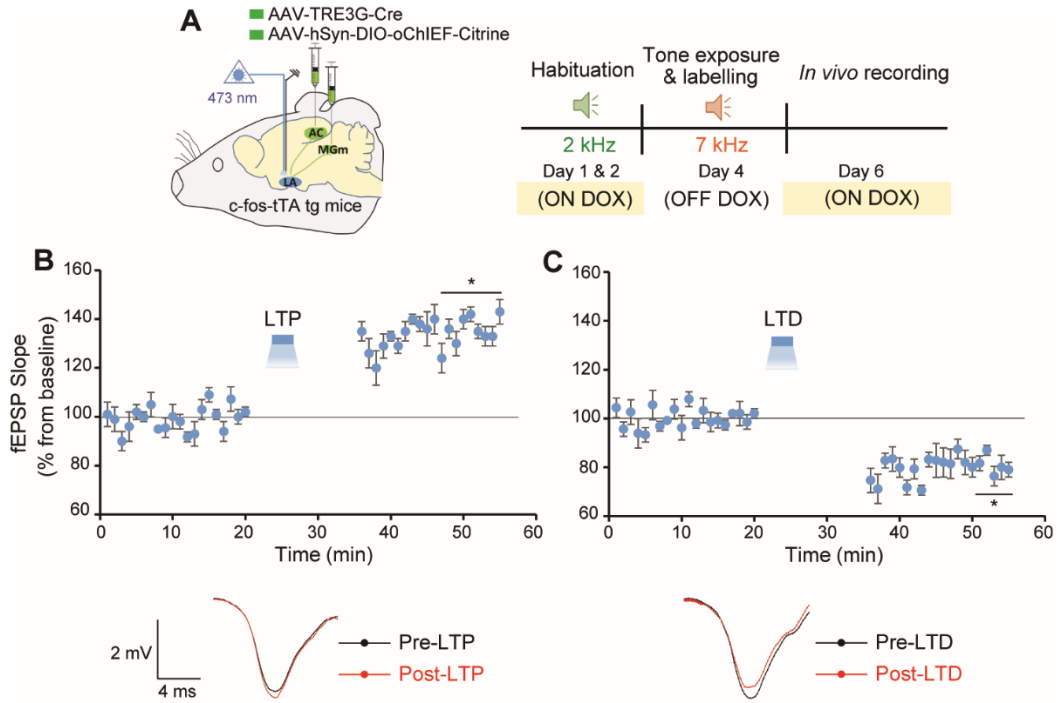 A
AAV-TRE3G-Cre
AAV-hSyn-DIO-oChIEF-Citrine
473 nm
AC
MGm
LA
c-fos-tTA tg mice
Habituation
Tone exposure
& labelling
In vivo recording
2 kHz
7 kHz
Day 1 & 2
Day 4
Day 6
(ON DOX)
(OFF DOX)
(ON DOX)
B
fEPSP Slope
(% from baseline)
160
140
120
100
80
60
LTP
*
0
10
20
30
40
50
60
Time (min)
C
160
140
120
100
80
60
LTD
*
0
10
20
30
40
50
60
Time (min)
2 mV
4 ms
Pre-LTP
Post-LTP
Pre-LTD
Post-LTD